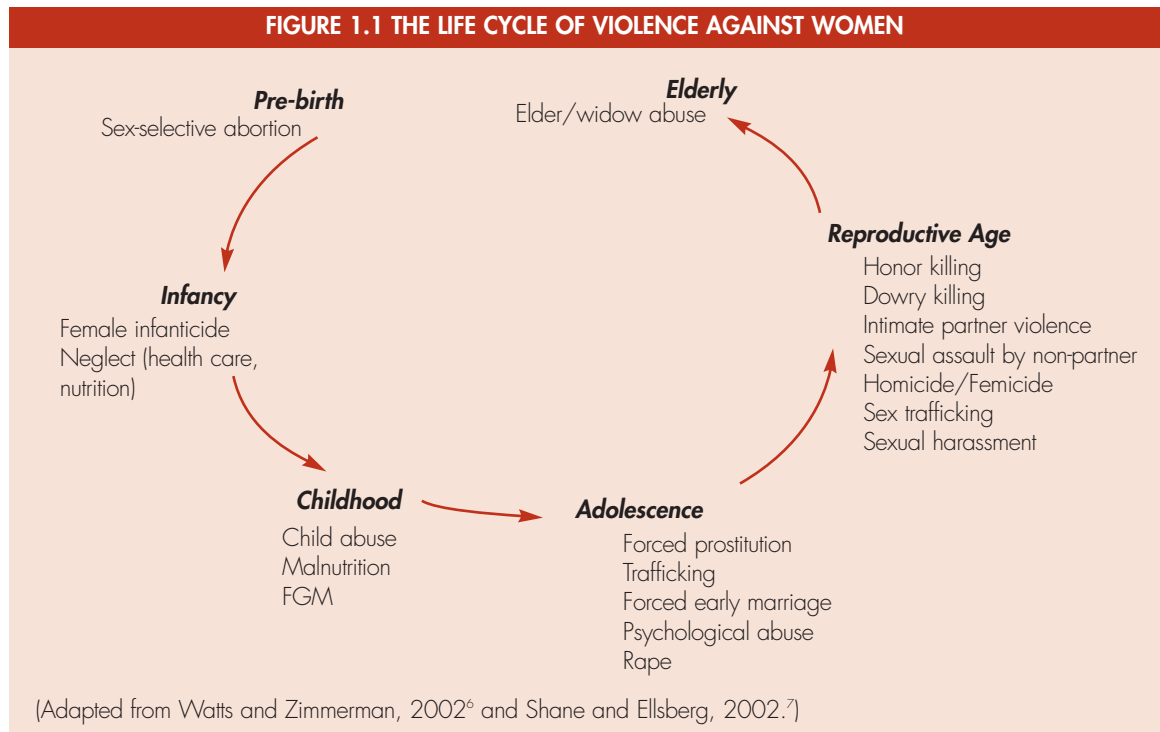 FIGURE 1.1 THE LIFE CYCLE OF VIOLENCE AGAINST WOMEN
Pre-birth
Sex-selective abortion
Infancy
Female infanticide
Neglect (health care,
nutrition)
Childhood
Child abuse
Malnutrition
FGM
Adolescence
Forced prostitution
Trafficking
Forced early marriage
Psychological abuse
Rape
Reproductive Age
Honor killing
Dowry killing
Intimate partner violence
Sexual assault by non-partner
Homicide/Femicide
Sex trafficking
Sexual harassment
Elderly
Elder/widow abuse
(Adapted from Watts and Zimmerman, 2002⁶ and Shane and Ellsberg, 2002.⁷)